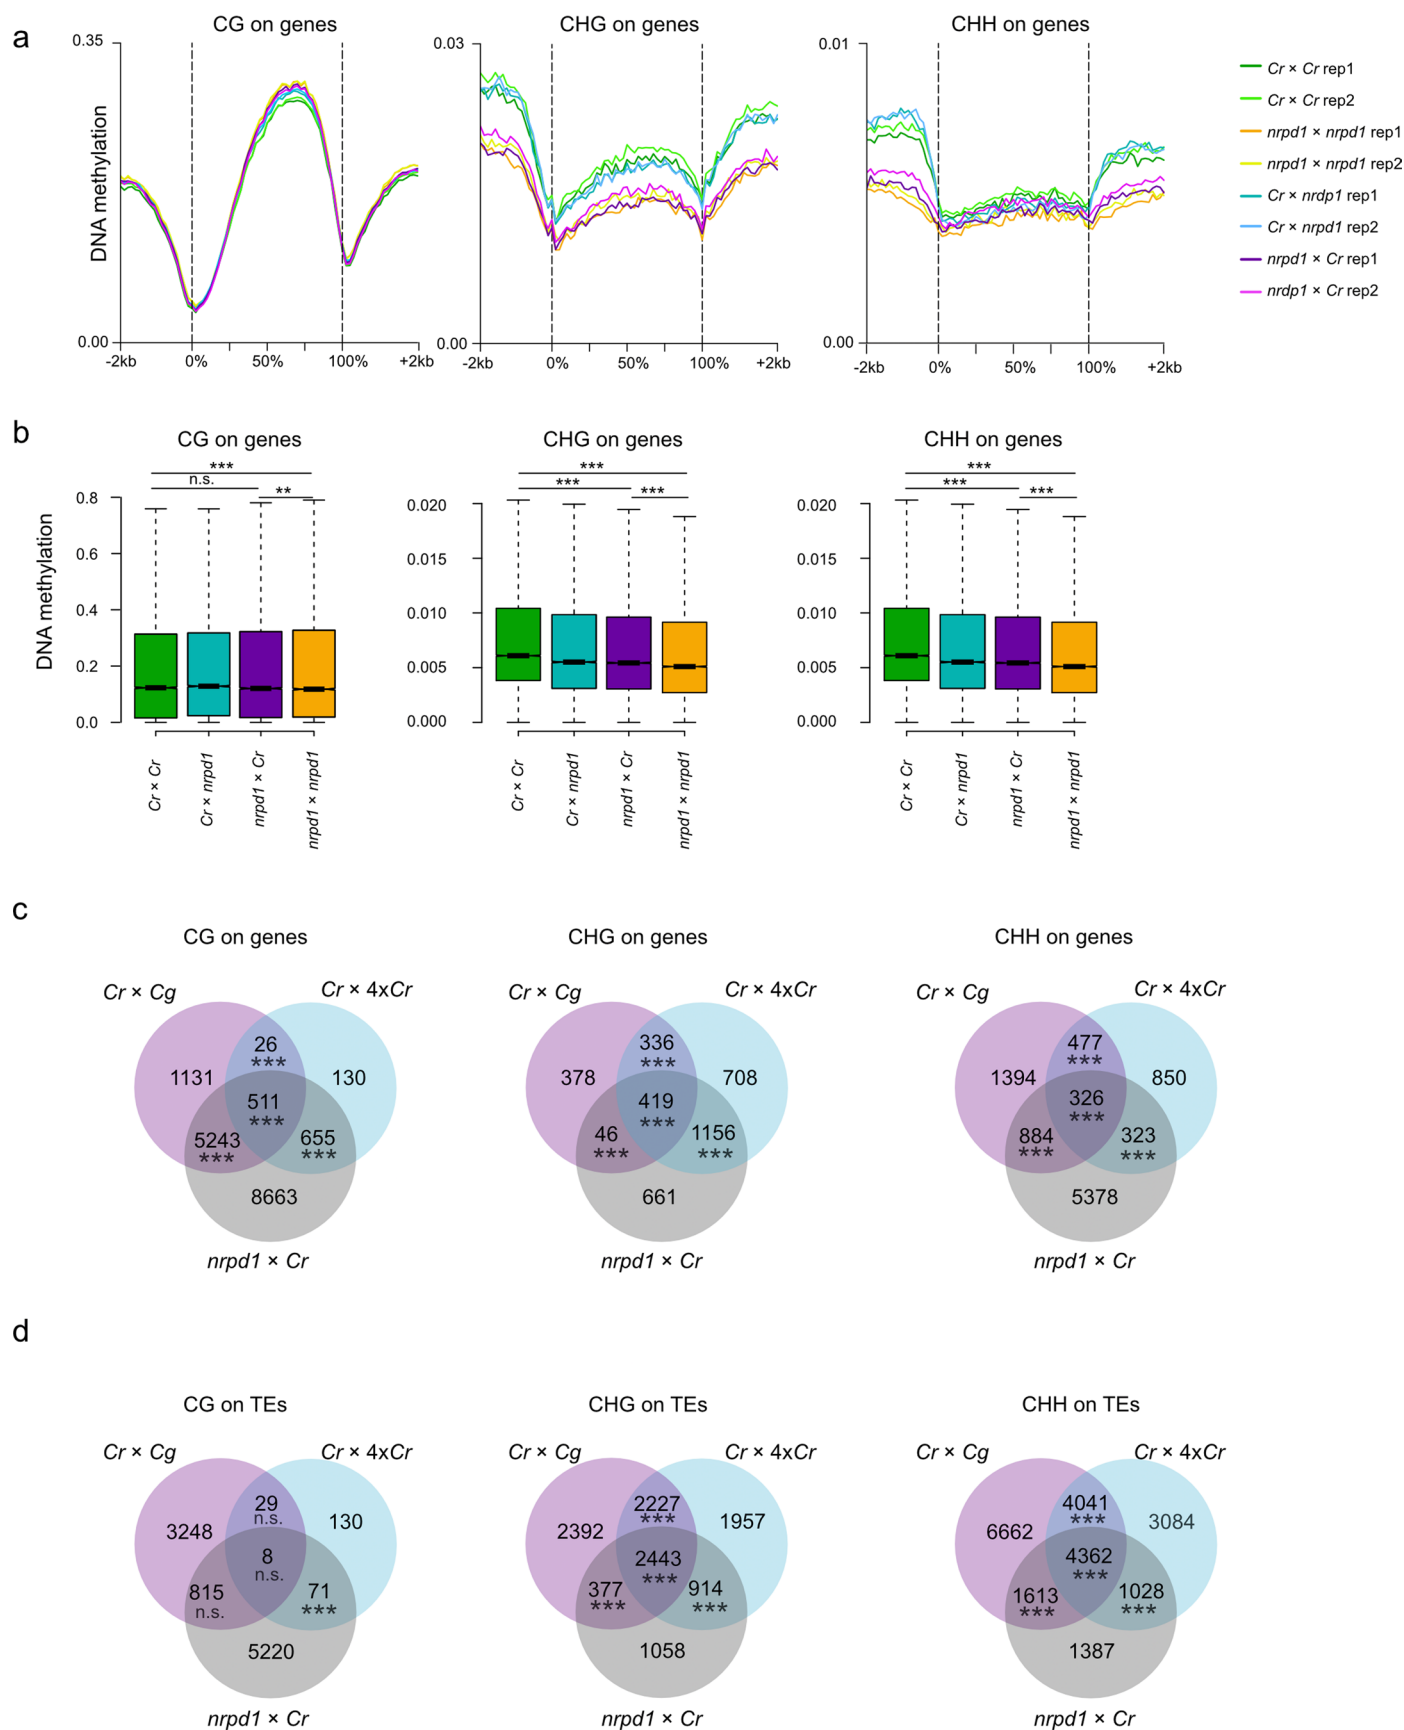 a
CG on genes
CHG on genes
CHH on genes
0.35
0.03
0.01
DNA methylation
0.00
0.00
0.00
-2kb 0% 50% 100% +2kb
-2kb 0% 50% 100% +2kb
-2kb 0% 50% 100% +2kb
Cr × Cr rep1
Cr × Cr rep2
nrpd1 × nrpd1 rep1
nrpd1 × nrpd1 rep2
Cr × nrdp1 rep1
Cr × nrpd1 rep2
nrpd1 × Cr rep1
nrdp1 × Cr rep2
b
CG on genes
CHG on genes
CHH on genes
DNA methylation
***
n.s.
**
0.8
0.6
0.4
0.2
0.0
Cr × Cr
Cr × nrpd1
nrpd1 × Cr
nrpd1 × nrpd1
***
***
***
0.020
0.015
0.010
0.005
0.000
Cr × Cr
Cr × nrpd1
nrpd1 × Cr
nrpd1 × nrpd1
***
***
***
0.020
0.015
0.010
0.005
0.000
Cr × Cr
Cr × nrpd1
nrpd1 × Cr
nrpd1 × nrpd1
c
CG on genes
Cr × Cg
Cr × 4xCr
26
***
1131
130
511
***
5243
***
655
***
8663
nrpd1 × Cr
CHG on genes
Cr × Cg
Cr × 4xCr
336
***
378
708
419
***
46
***
1156
***
661
nrpd1 × Cr
CHH on genes
Cr × Cg
Cr × 4xCr
477
***
1394
850
326
***
884
***
323
***
5378
nrpd1 × Cr
d
CG on TEs
Cr × Cg
Cr × 4xCr
29
n.s.
3248
130
8
n.s.
815
n.s.
71
***
5220
nrpd1 × Cr
CHG on TEs
Cr × Cg
Cr × 4xCr
2227
***
2392
1957
2443
***
377
***
914
***
1058
nrpd1 × Cr
CHH on TEs
Cr × Cg
Cr × 4xCr
4041
***
6662
3084
4362
***
1613
***
1028
***
1387
nrpd1 × Cr